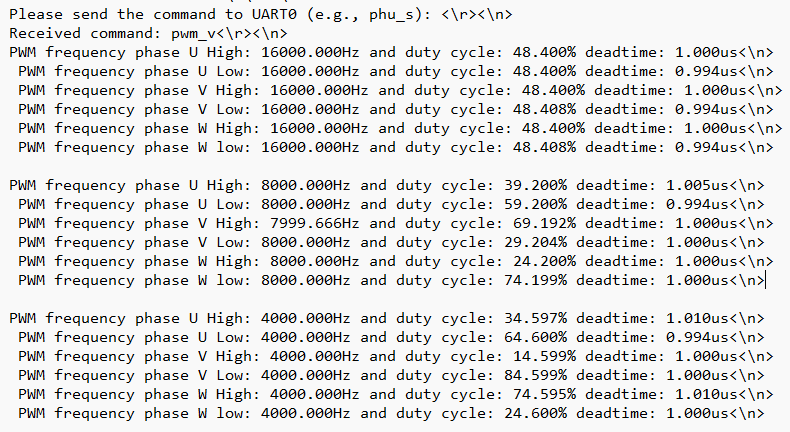 Please send the command to UART0 (e.g., phu_s): <\r><\n>
Received command: pwm_v<\r><\n>
PWM frequency phase U High: 16000.000Hz and duty cycle: 48.400% deadtime: 1.000us<\n>
PWM frequency phase U Low: 16000.000Hz and duty cycle: 48.400% deadtime: 0.994us<\n>
PWM frequency phase V High: 16000.000Hz and duty cycle: 48.400% deadtime: 1.000us<\n>
PWM frequency phase V Low: 16000.000Hz and duty cycle: 48.408% deadtime: 0.994us<\n>
PWM frequency phase W High: 16000.000Hz and duty cycle: 48.400% deadtime: 1.000us<\n>
PWM frequency phase W low: 16000.000Hz and duty cycle: 48.408% deadtime: 0.994us<\n>
PWM frequency phase U High: 8000.000Hz and duty cycle: 39.200% deadtime: 1.005us<\n>
PWM frequency phase U Low: 8000.000Hz and duty cycle: 59.200% deadtime: 0.994us<\n>
PWM frequency phase V High: 7999.666Hz and duty cycle: 69.192% deadtime: 1.000us<\n>
PWM frequency phase V Low: 8000.000Hz and duty cycle: 29.204% deadtime: 1.000us<\n>
PWM frequency phase W High: 8000.000Hz and duty cycle: 24.200% deadtime: 1.000us<\n>
PWM frequency phase W low: 8000.000Hz and duty cycle: 74.199% deadtime: 1.000us<\n>
PWM frequency phase U High: 4000.000Hz and duty cycle: 34.597% deadtime: 1.010us<\n>
PWM frequency phase U Low: 4000.000Hz and duty cycle: 64.600% deadtime: 0.994us<\n>
PWM frequency phase V High: 4000.000Hz and duty cycle: 14.599% deadtime: 1.000us<\n>
PWM frequency phase V Low: 4000.000Hz and duty cycle: 84.599% deadtime: 1.000us<\n>
PWM frequency phase W High: 4000.000Hz and duty cycle: 74.595% deadtime: 1.010us<\n>
PWM frequency phase W low: 4000.000Hz and duty cycle: 24.600% deadtime: 1.000us<\n>